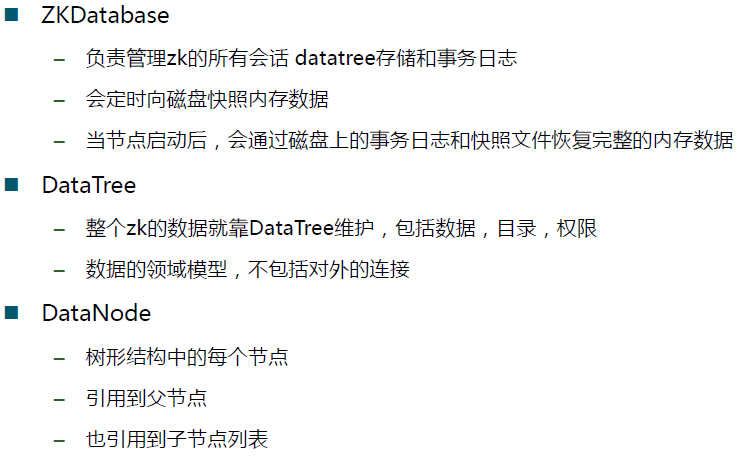 ■ ZKDatabase
– 负责管理zk的所有会话 datatree存储和事务日志
– 会定时向磁盘快照内存数据
– 当节点启动后，会通过磁盘上的事务日志和快照文件恢复完整的内存数据
■ DataTree
– 整个zk的数据就靠DataTree维护，包括数据，目录，权限
– 数据的领域模型，不包括对外的连接
■ DataNode
– 树形结构中的每个节点
– 引用到父节点
– 也引用到子节点列表